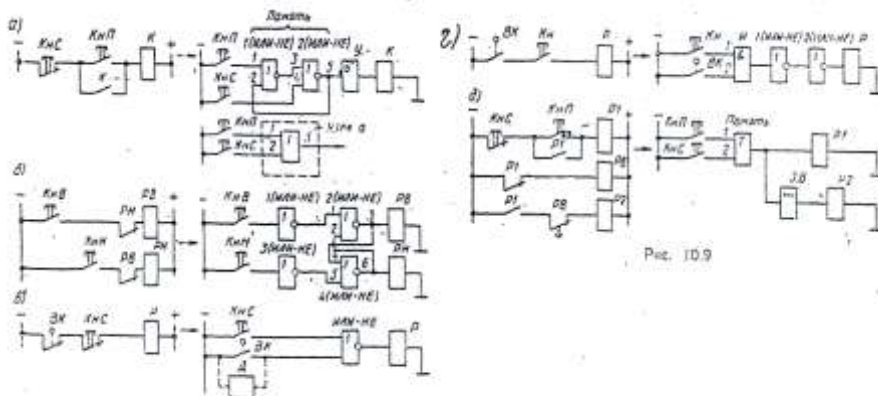 а)
КнС
КнП
К
К
Память
1(ИЛИ-НЕ) 2(ИЛИ-НЕ)
КнП
КнС
К
КнП
КнС
б)
КнВ
РН
РВ
КнН
РВ
РН
КнВ
1(ИЛИ-НЕ) 2(ИЛИ-НЕ)
РВ
КнН
3(ИЛИ-НЕ)
РН
4(ИЛИ-НЕ)
в)
ВК
КнС
Р
КнС
ВК
Д
ИЛИ-НЕ
Р
г)
ВК
Кн
Р
Кн
ВК
И
1(ИЛИ-НЕ) 2(ИЛИ-НЕ)
Р
д)
КнС
КнП
Р1
Р1
Р1
РВ
Р1
РВ
Р2
КнП
КнС
Память
Р1
Рис. 10.9